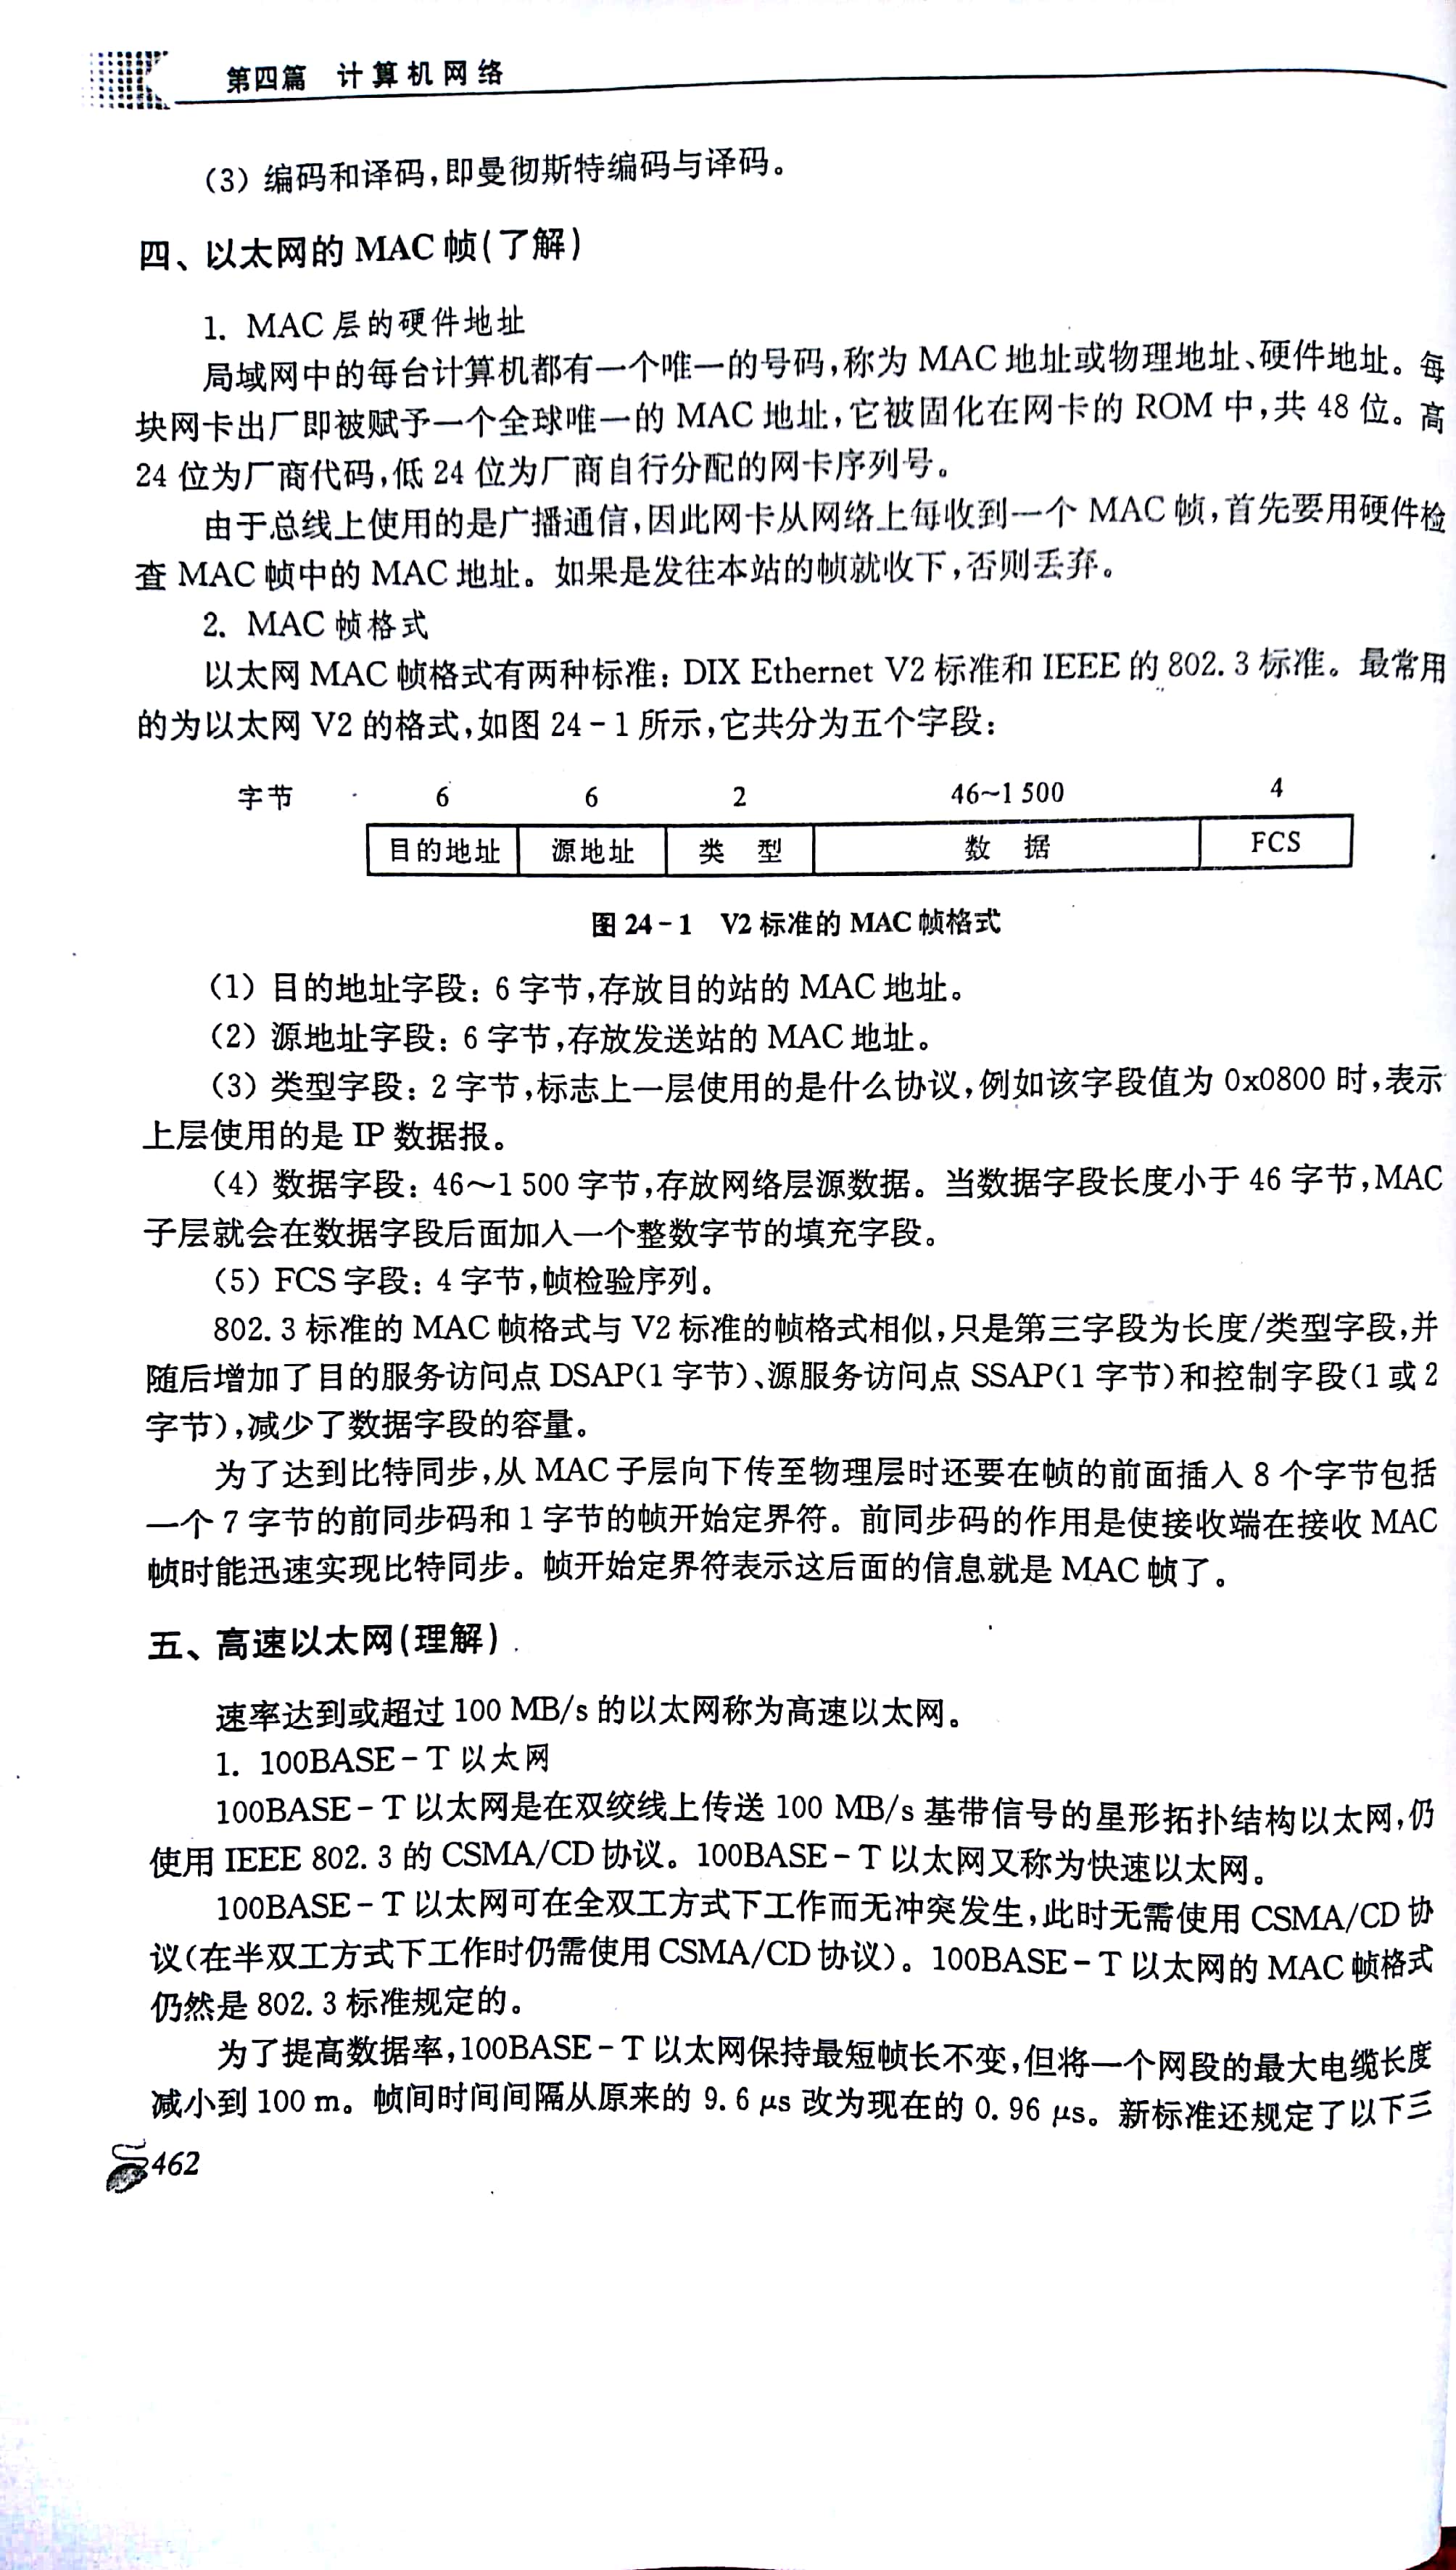 第四篇 计算机网络
（3）编码和译码，即曼彻斯特编码与译码。
四、以太网的 MAC 帧（了解）
1. MAC 层的硬件地址
局域网中的每台计算机都有一个唯一的号码，称为 MAC 地址或物理地址、硬件地址。每
块网卡出厂即被赋予一个全球唯一的 MAC 地址，它被固化在网卡的 ROM 中，共 48 位。高
24 位为厂商代码，低 24 位为厂商自行分配的网卡序列号。
由于总线上使用的是广播通信，因此网卡从网络上每收到一个 MAC 帧，首先要用硬件检
查 MAC 帧中的 MAC 地址。如果是发往本站的帧就收下，否则丢弃。
2. MAC 帧格式
以太网 MAC 帧格式有两种标准：DIX Ethernet V2 标准和 IEEE 的 802.3 标准。最常用
的为以太网 V2 的格式，如图 24-1 所示，它共分为五个字段：
字节 6 6 2 46~1 500 4
目的地址 源地址 类 型 数 据 FCS
图 24-1 V2 标准的 MAC 帧格式
（1）目的地址字段：6 字节，存放目的站的 MAC 地址。
（2）源地址字段：6 字节，存放发送站的 MAC 地址。
（3）类型字段：2 字节，标志上一层使用的是什么协议，例如该字段值为 0x0800 时，表示
上层使用的是 IP 数据报。
（4）数据字段：46～1 500 字节，存放网络层源数据。当数据字段长度小于 46 字节，MAC
子层就会在数据字段后面加入一个整数字节的填充字段。
（5）FCS 字段：4 字节，帧检验序列。
802.3 标准的 MAC 帧格式与 V2 标准的帧格式相似，只是第三字段为长度/类型字段，并
随后增加了目的服务访问点 DSAP(1 字节)、源服务访问点 SSAP(1 字节)和控制字段(1 或 2
字节)，减少了数据字段的容量。
为了达到比特同步，从 MAC 子层向下传至物理层时还要在帧的前面插入 8 个字节包括
一个 7 字节的前同步码和 1 字节的帧开始定界符。前同步码的作用是使接收端在接收 MAC
帧时能迅速实现比特同步。帧开始定界符表示这后面的信息就是 MAC 帧了。
五、高速以太网（理解）
速率达到或超过 100 MB/s 的以太网称为高速以太网。
1. 100BASE-T 以太网
100BASE-T 以太网是在双绞线上传送 100 MB/s 基带信号的星形拓扑结构以太网，仍
使用 IEEE 802.3 的 CSMA/CD 协议。100BASE-T 以太网又称为快速以太网。
100BASE-T 以太网可在全双工方式下工作而无冲突发生，此时无需使用 CSMA/CD 协
议（在半双工方式下工作时仍需使用 CSMA/CD 协议）。100BASE-T 以太网的 MAC 帧格式
仍然是 802.3 标准规定的。
为了提高数据率，100BASE-T 以太网保持最短帧长不变，但将一个网段的最大电缆长度
减小到 100 m。帧间时间间隔从原来的 9.6 μs 改为现在的 0.96 μs。新标准还规定了以下三
462